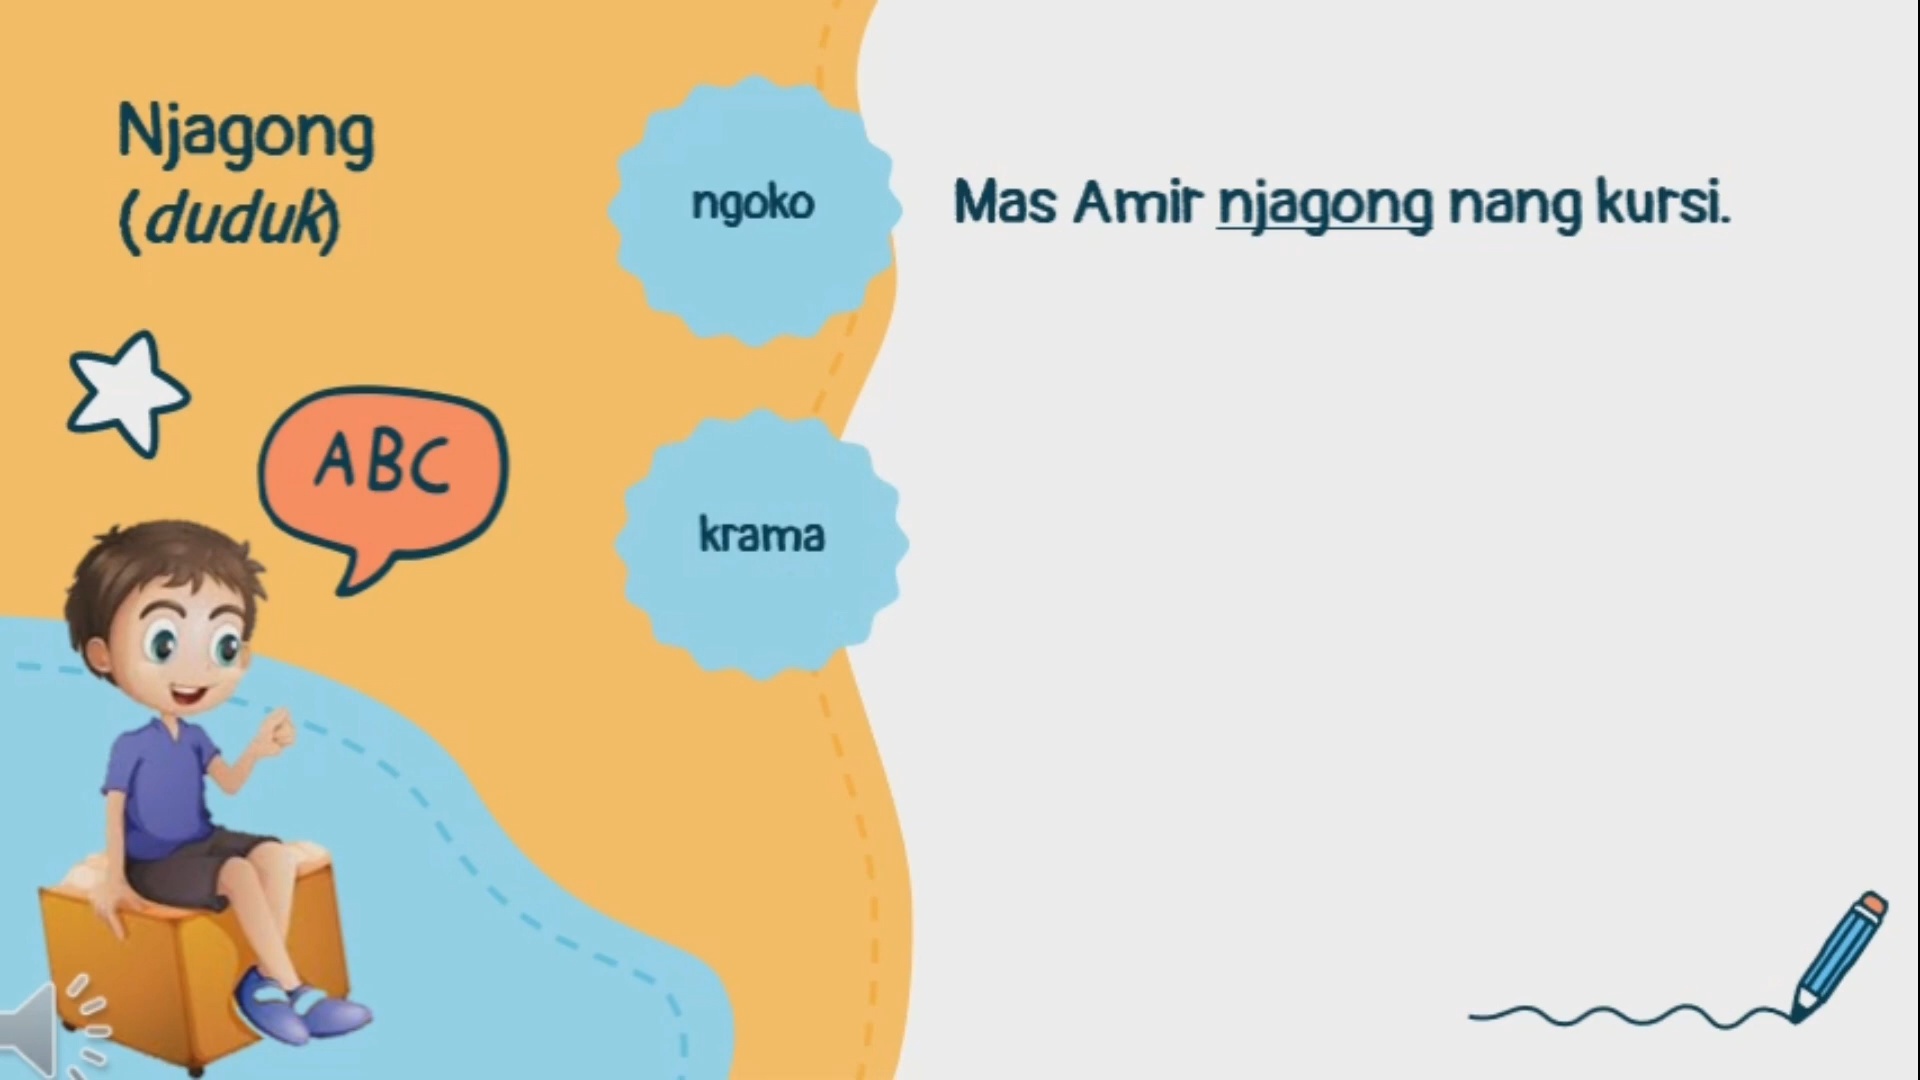 Njagong
(duduk)
ngoko
Mas Amir njagong nang kursi.
ABC
krama